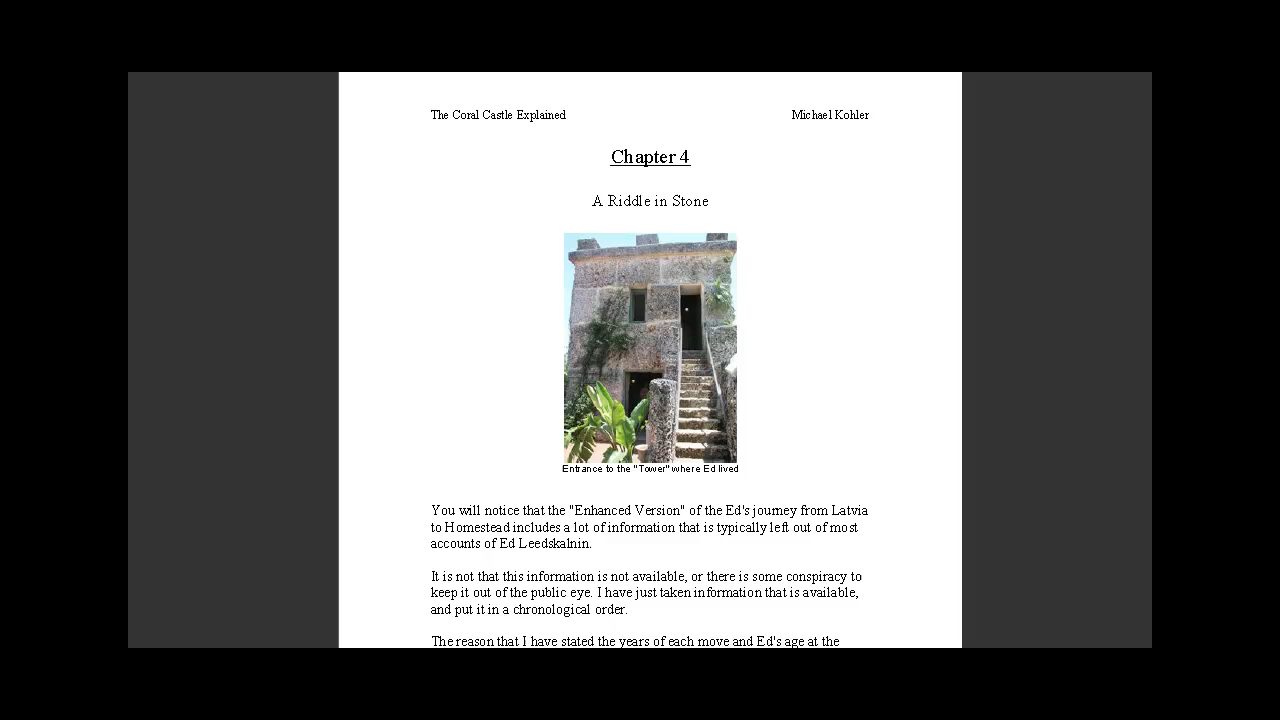 The Coral Castle Explained Michael Kohler
Chapter 4
A Riddle in Stone
Entrance to the "Tower" where Ed lived
You will notice that the "Enhanced Version" of the Ed's journey from Latvia
to Homestead includes a lot of information that is typically left out of most
accounts of Ed Leedskalnin.
It is not that this information is not available, or there is some conspiracy to
keep it out of the public eye. I have just taken information that is available,
and put it in a chronological order.
The reason that I have stated the years of each move and Ed's age at the